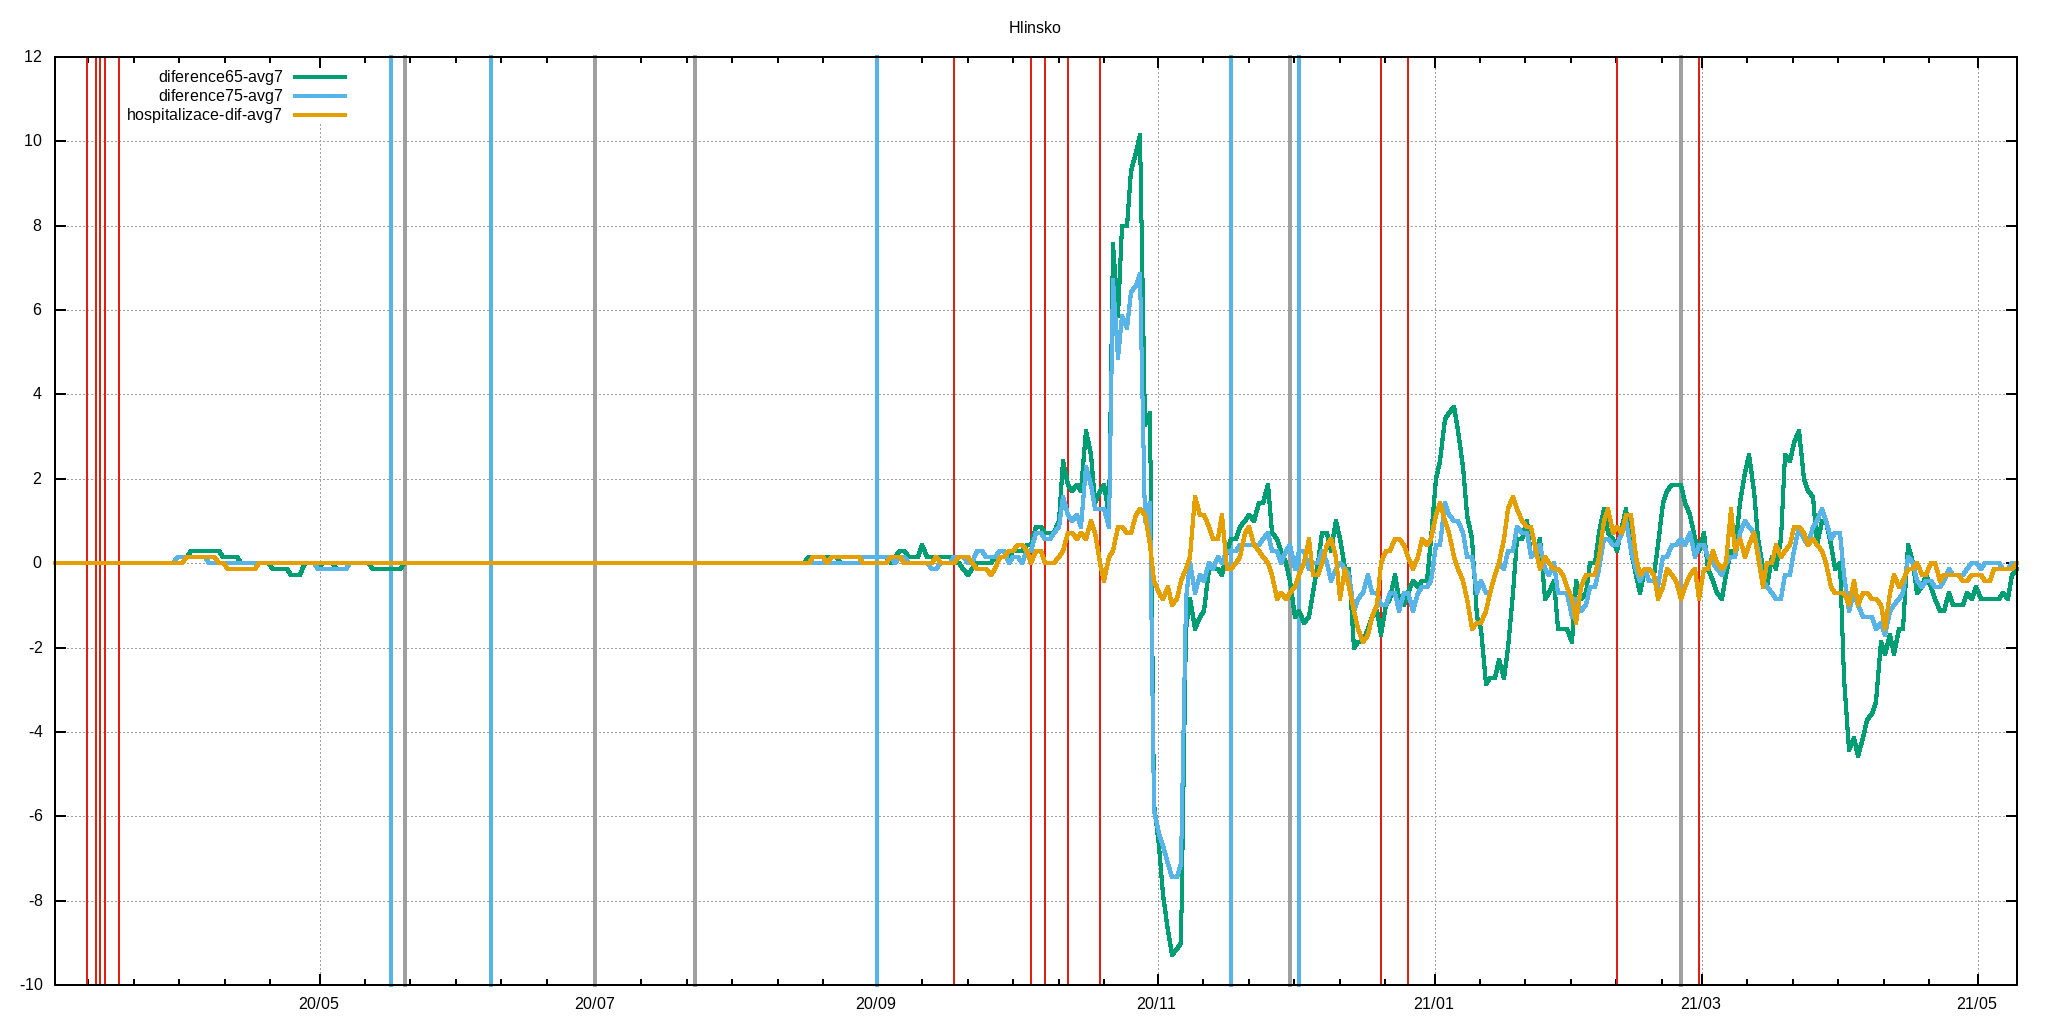 Hlinsko
12
diference65-avg7
diference75-avg7
hospitalizace-dif-avg7
10
8
6
4
2
0
-2
-4
-6
-8
-10
20/05 20/07 20/09 20/11 21/01 21/03 21/05